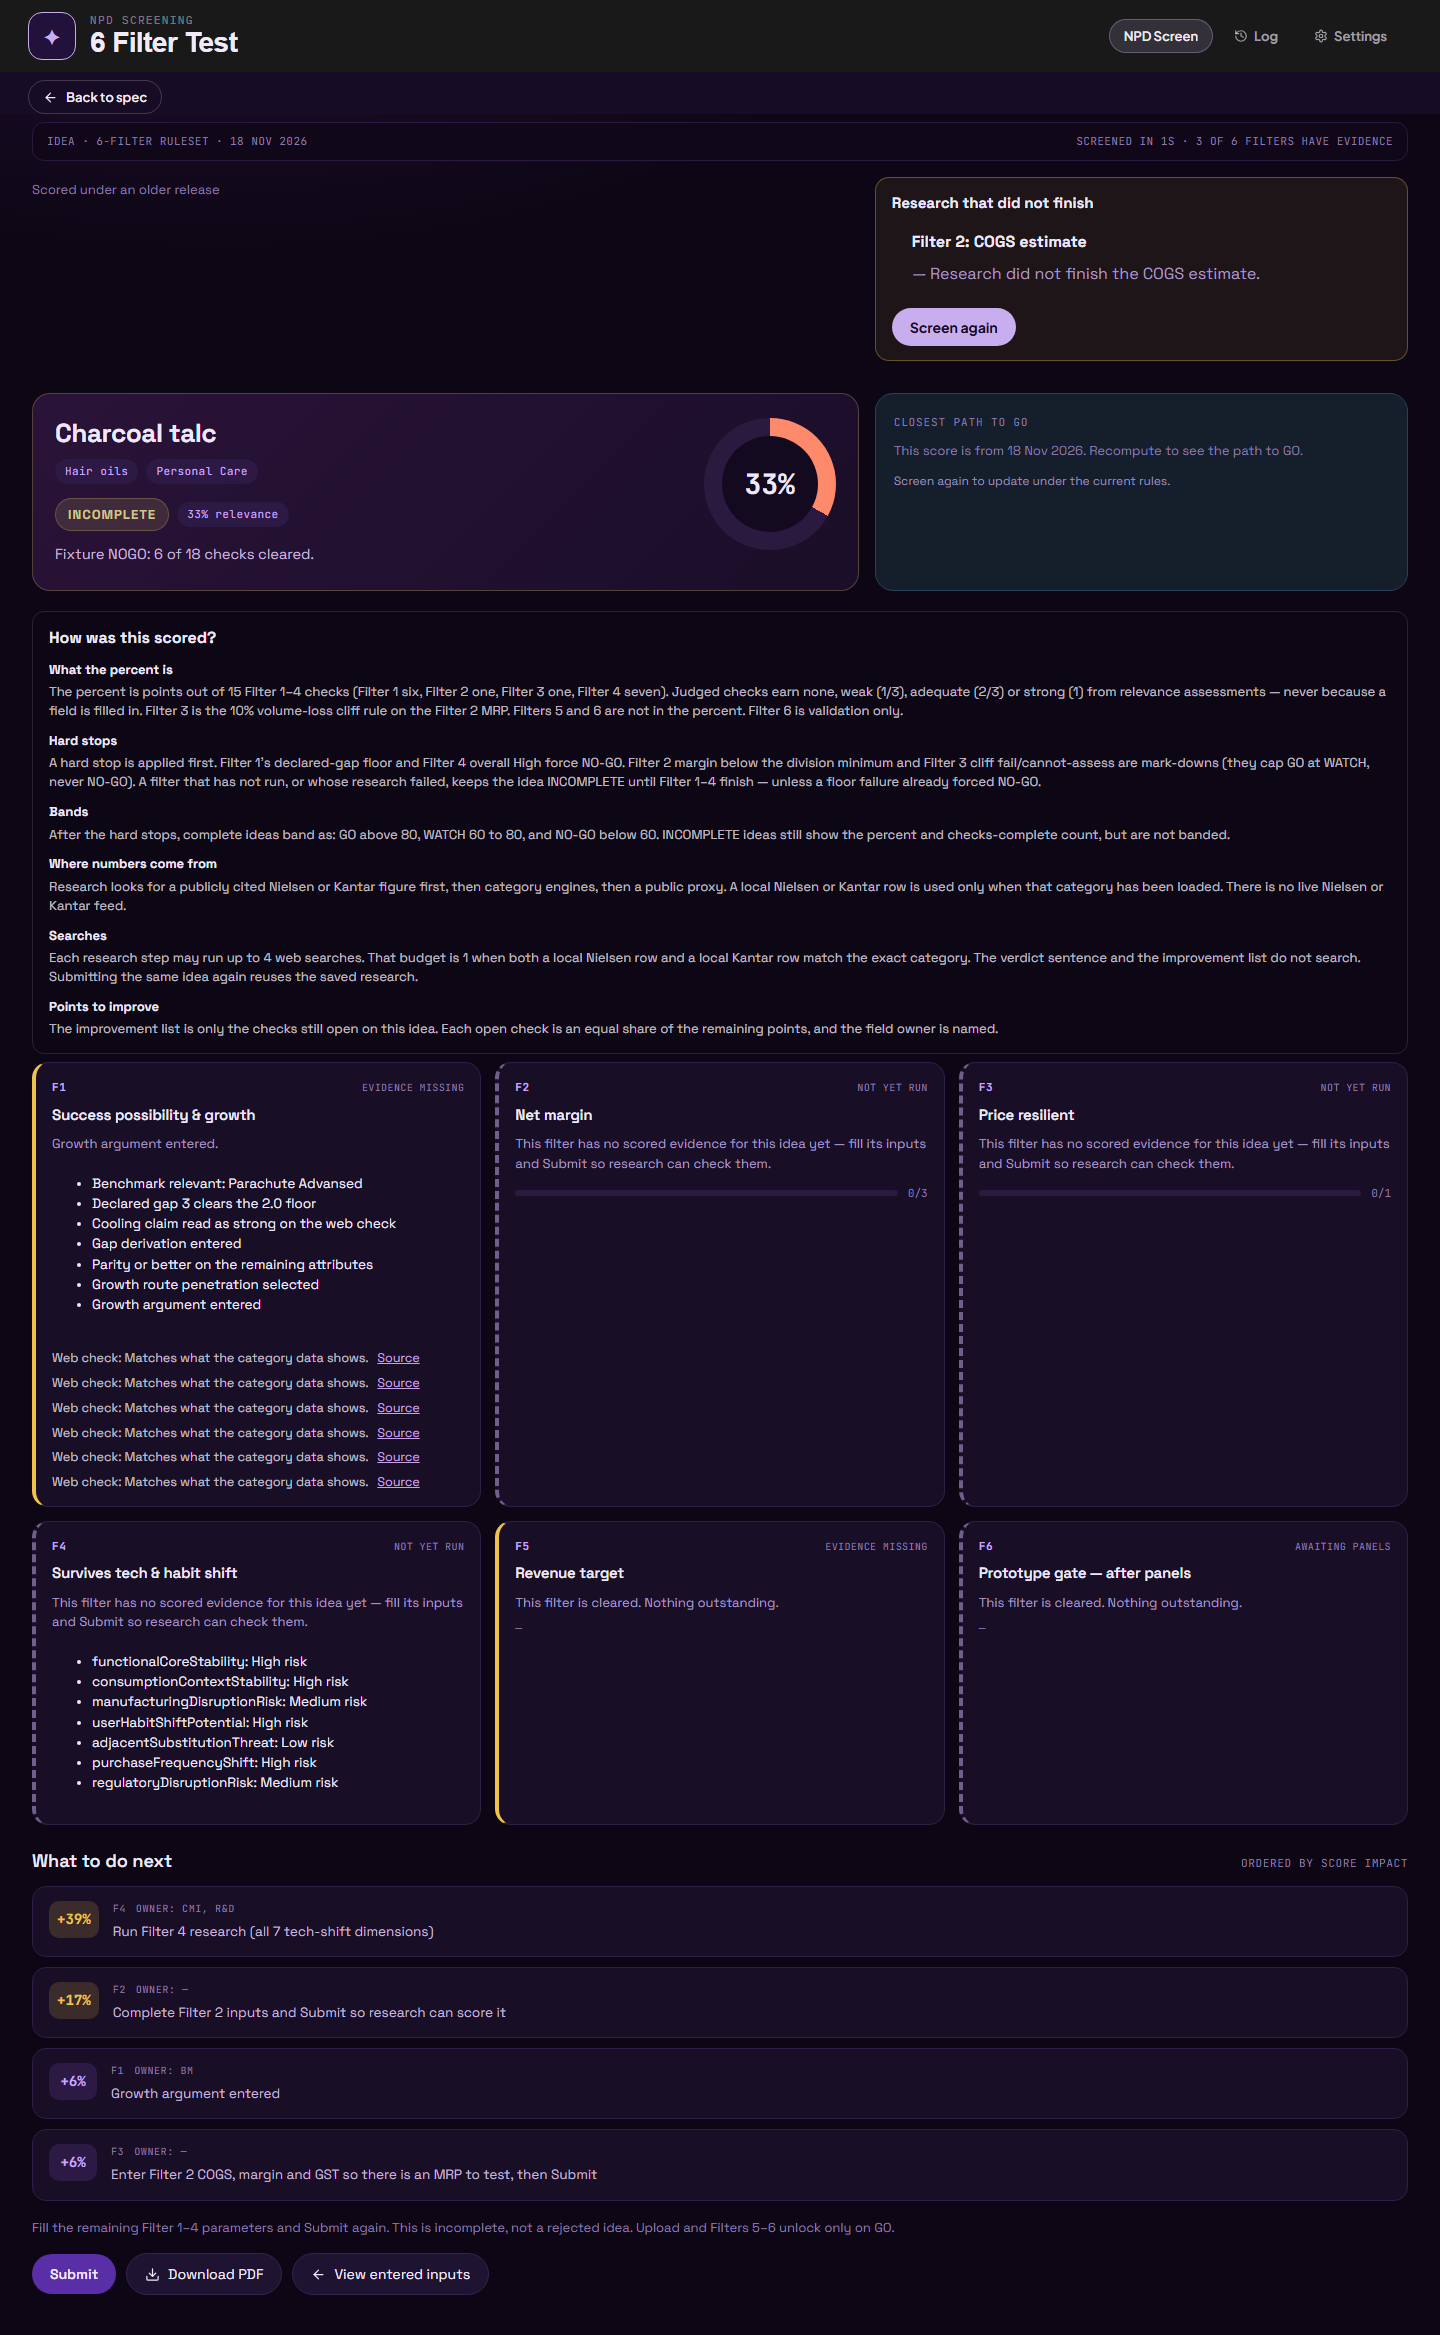 NPD SCREENING
6 Filter Test
NPD Screen
Log
Settings
Back to spec
IDEA · 6-FILTER RULESET · 18 NOV 2026
SCREENED IN 1S · 3 OF 6 FILTERS HAVE EVIDENCE
Scored under an older release
Research that did not finish
Filter 2: COGS estimate
— Research did not finish the COGS estimate.
Screen again
Charcoal talc
Hair oils
Personal Care
INCOMPLETE
33% relevance
Fixture NOGO: 6 of 18 checks cleared.
33%
CLOSEST PATH TO GO
This score is from 18 Nov 2026. Recompute to see the path to GO.
Screen again to update under the current rules.
How was this scored?
What the percent is
The percent is points out of 15 Filter 1–4 checks (Filter 1 six, Filter 2 one, Filter 3 one, Filter 4 seven). Judged checks earn none, weak (1/3), adequate (2/3) or strong (1) from relevance assessments — never because a
field is filled in. Filter 3 is the 10% volume-loss cliff rule on the Filter 2 MRP. Filters 5 and 6 are not in the percent. Filter 6 is validation only.
Hard stops
A hard stop is applied first. Filter 1's declared-gap floor and Filter 4 overall High force NO-GO. Filter 2 margin below the division minimum and Filter 3 cliff fail/cannot-assess are mark-downs (they cap GO at WATCH,
never NO-GO). A filter that has not run, or whose research failed, keeps the idea INCOMPLETE until Filter 1–4 finish — unless a floor failure already forced NO-GO.
Bands
After the hard stops, complete ideas band as: GO above 80, WATCH 60 to 80, and NO-GO below 60. INCOMPLETE ideas still show the percent and checks-complete count, but are not banded.
Where numbers come from
Research looks for a publicly cited Nielsen or Kantar figure first, then category engines, then a public proxy. A local Nielsen or Kantar row is used only when that category has been loaded. There is no live Nielsen or
Kantar feed.
Searches
Each research step may run up to 4 web searches. That budget is 1 when both a local Nielsen row and a local Kantar row match the exact category. The verdict sentence and the improvement list do not search.
Submitting the same idea again reuses the saved research.
Points to improve
The improvement list is only the checks still open on this idea. Each open check is an equal share of the remaining points, and the field owner is named.
F1
EVIDENCE MISSING
Success possibility & growth
Growth argument entered.
• Benchmark relevant: Parachute Advansed
• Declared gap 3 clears the 2.0 floor
• Cooling claim read as strong on the web check
• Gap derivation entered
• Parity or better on the remaining attributes
• Growth route penetration selected
• Growth argument entered
Web check: Matches what the category data shows. Source
Web check: Matches what the category data shows. Source
Web check: Matches what the category data shows. Source
Web check: Matches what the category data shows. Source
Web check: Matches what the category data shows. Source
Web check: Matches what the category data shows. Source
F2
NOT YET RUN
Net margin
This filter has no scored evidence for this idea yet — fill its inputs
and Submit so research can check them.
0/3
F3
NOT YET RUN
Price resilient
This filter has no scored evidence for this idea yet — fill its inputs
and Submit so research can check them.
0/1
F4
NOT YET RUN
Survives tech & habit shift
This filter has no scored evidence for this idea yet — fill its inputs
and Submit so research can check them.
• functionalCoreStability: High risk
• consumptionContextStability: High risk
• manufacturingDisruptionRisk: Medium risk
• userHabitShiftPotential: High risk
• adjacentSubstitutionThreat: Low risk
• purchaseFrequencyShift: High risk
• regulatoryDisruptionRisk: Medium risk
F5
EVIDENCE MISSING
Revenue target
This filter is cleared. Nothing outstanding.
—
F6
AWAITING PANELS
Prototype gate — after panels
This filter is cleared. Nothing outstanding.
—
What to do next
ORDERED BY SCORE IMPACT
+39%
F4 OWNER: CMI, R&D
Run Filter 4 research (all 7 tech-shift dimensions)
+17%
F2 OWNER: —
Complete Filter 2 inputs and Submit so research can score it
+6%
F1 OWNER: BM
Growth argument entered
+6%
F3 OWNER: —
Enter Filter 2 COGS, margin and GST so there is an MRP to test, then Submit
Fill the remaining Filter 1–4 parameters and Submit again. This is incomplete, not a rejected idea. Upload and Filters 5–6 unlock only on GO.
Submit
Download PDF
View entered inputs